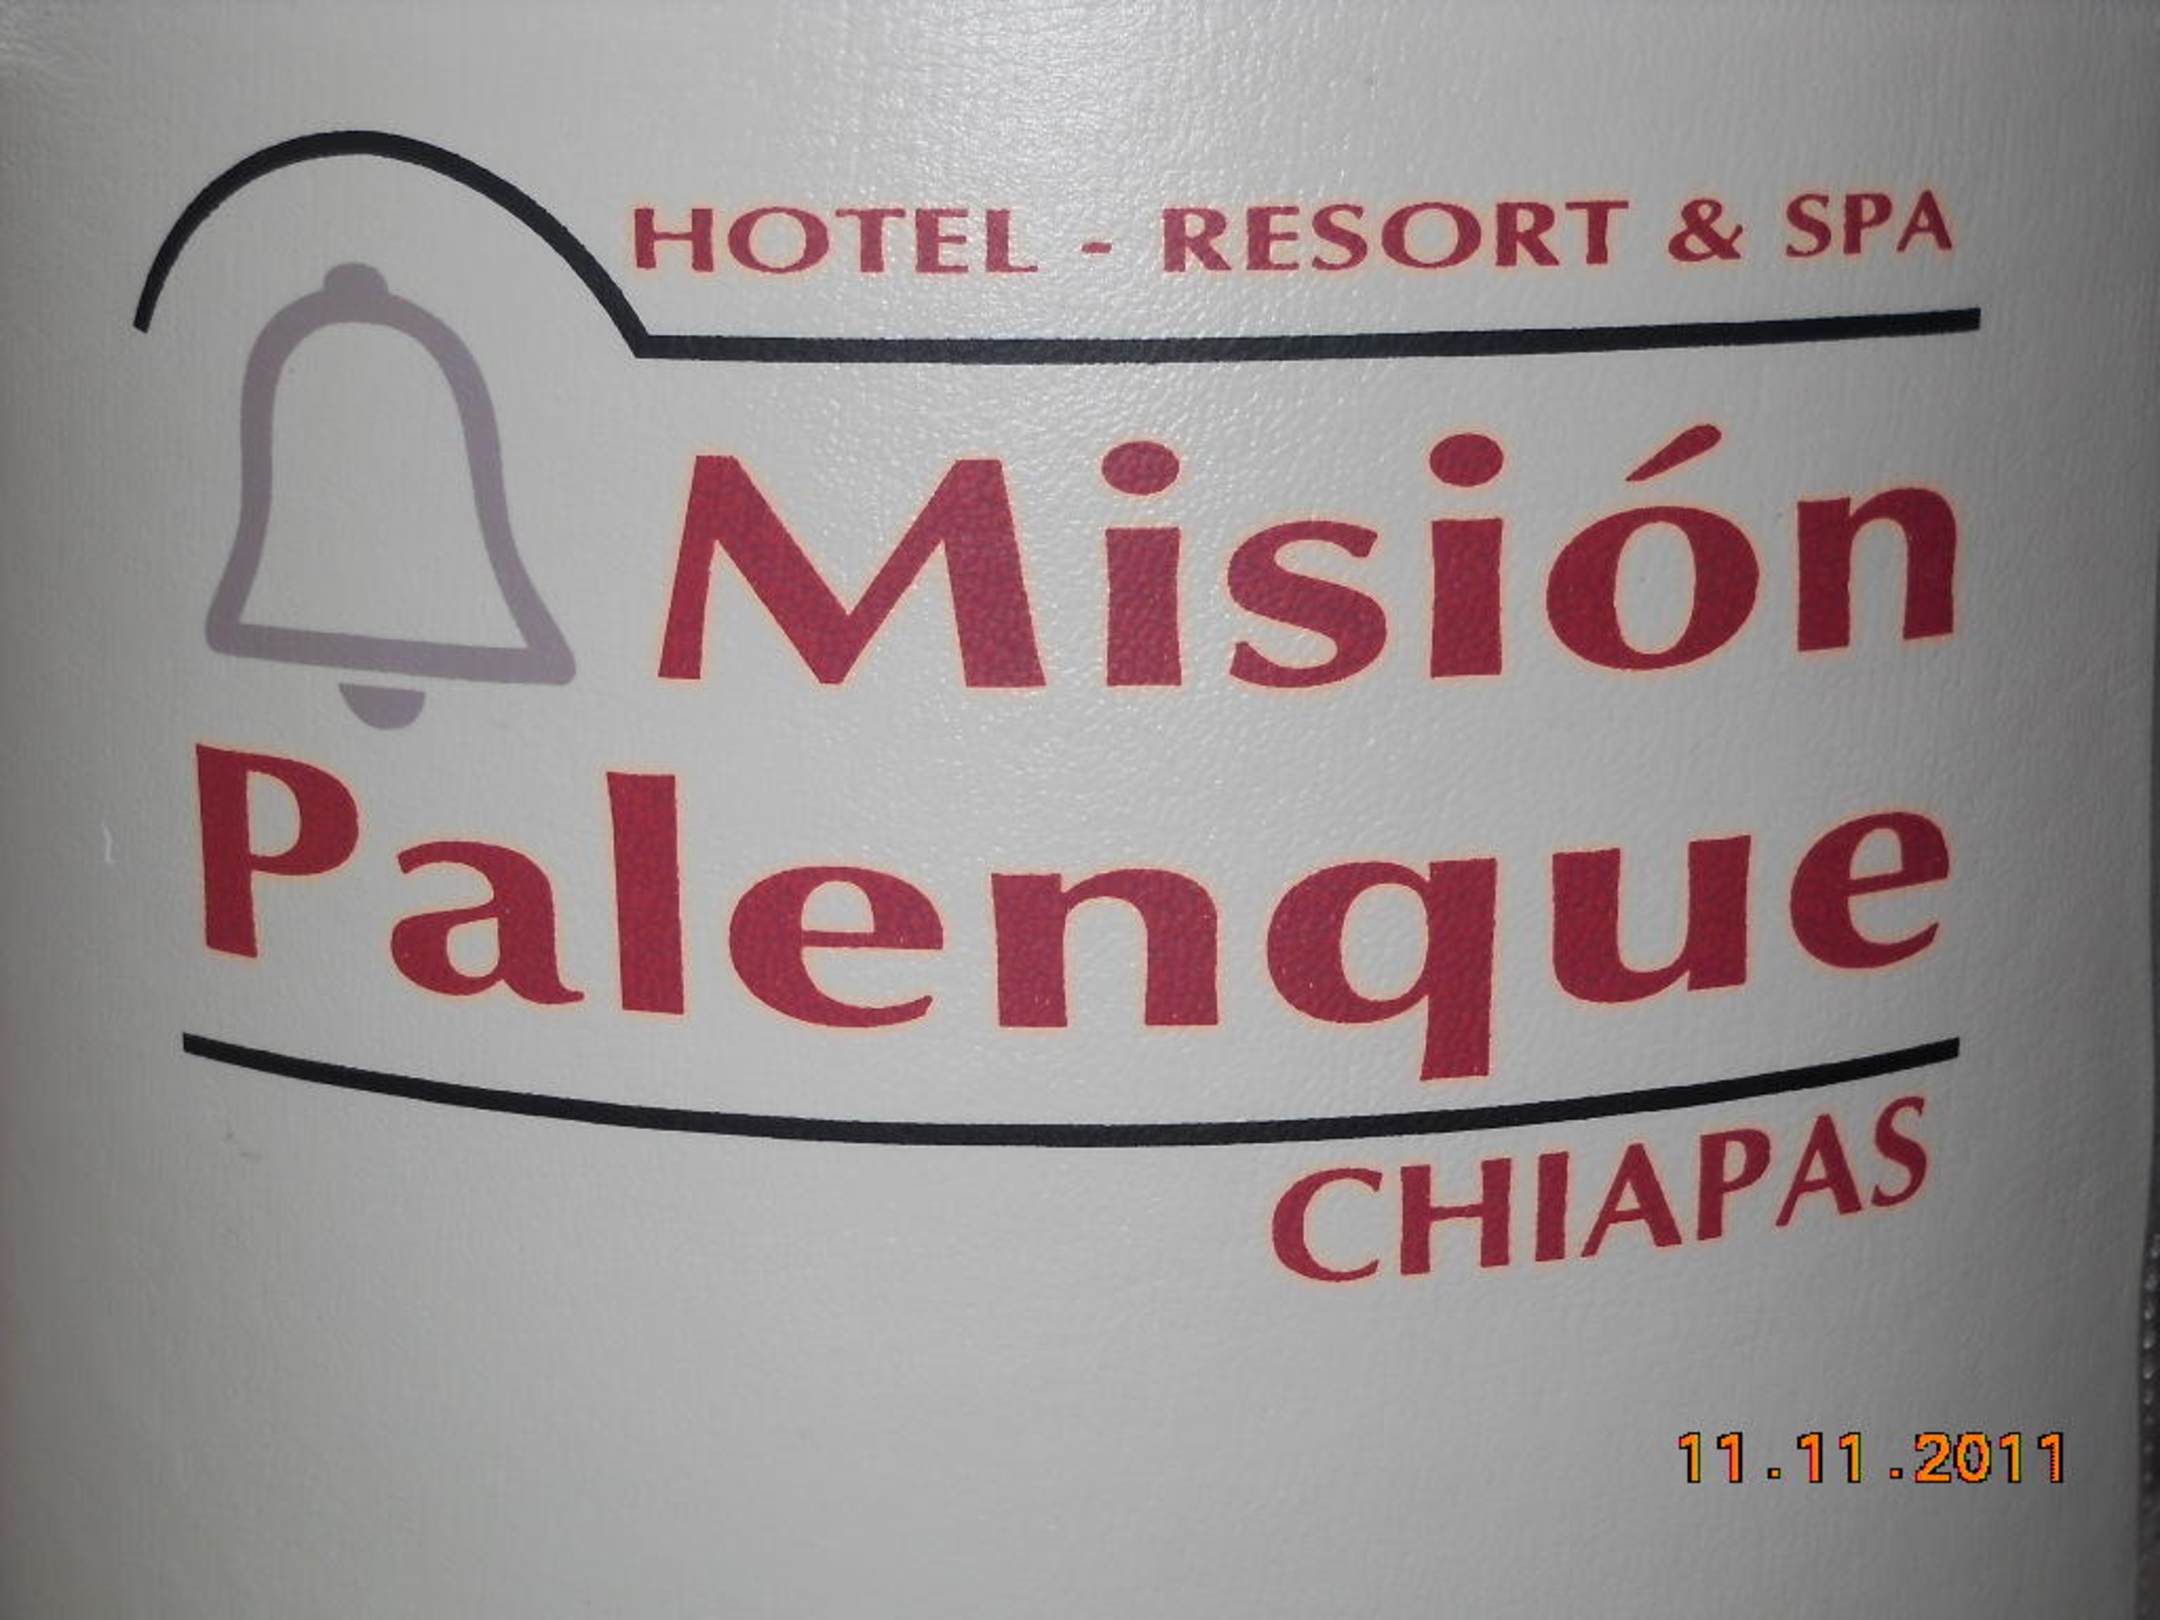 HOTEL - RESORT & SPA
Misión
Palenque
CHIAPAS
11.11.2011